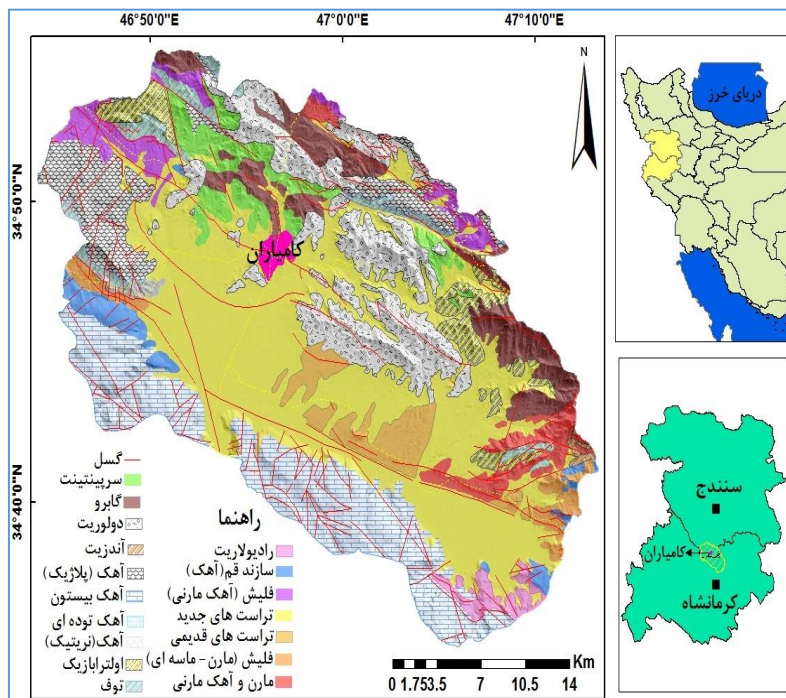 46°50'0"E
47°0'0"E
47°10'0"E
34°50'0"N
34°40'0"N
N
کامیاران
گسل
سرپینتینت
گابرو
دولوریت
آندزیت
آهک (پلاژیک)
آهک بیستون
آهک توده ای
آهک(نریتیک)
اولترابازیک
توف
راهنما
رادیولاریت
سازند قم(آهک)
فلیش (آهک مارنی)
تراست های جدید
تراست های قدیمی
فلیش (مارن- ماسه ای)
مارن و آهک مارنی
Km
0 1.75 3.5 7 10.5 14
دریای خرز
سنندج
کامیاران
کرمانشاه